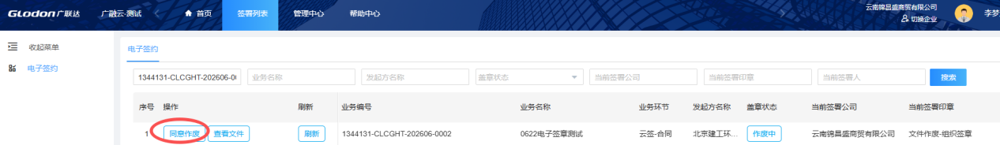 GLodon广联达 广融云-测试 首页 签署列表 管理中心 帮助中心 云南锦昌盛商贸有限公司
切换企业 李梦
收起菜单 电子签约
电子签约
1344131-CLCGHT-202606-0 业务名称 发起方名称 盖章状态 当前签署公司 当前签署印章 当前签署人 搜索
序号 操作 刷新 业务编号 业务名称 业务环节 发起方名称 盖章状态 当前签署公司 当前签署印章
1 同意作废 查看文件 刷新 1344131-CLCGHT-202606-0002 0622电子签章测试 云签-合同 北京建工环... 作废中 云南锦昌盛商贸有限公司 文件作废-组织签章